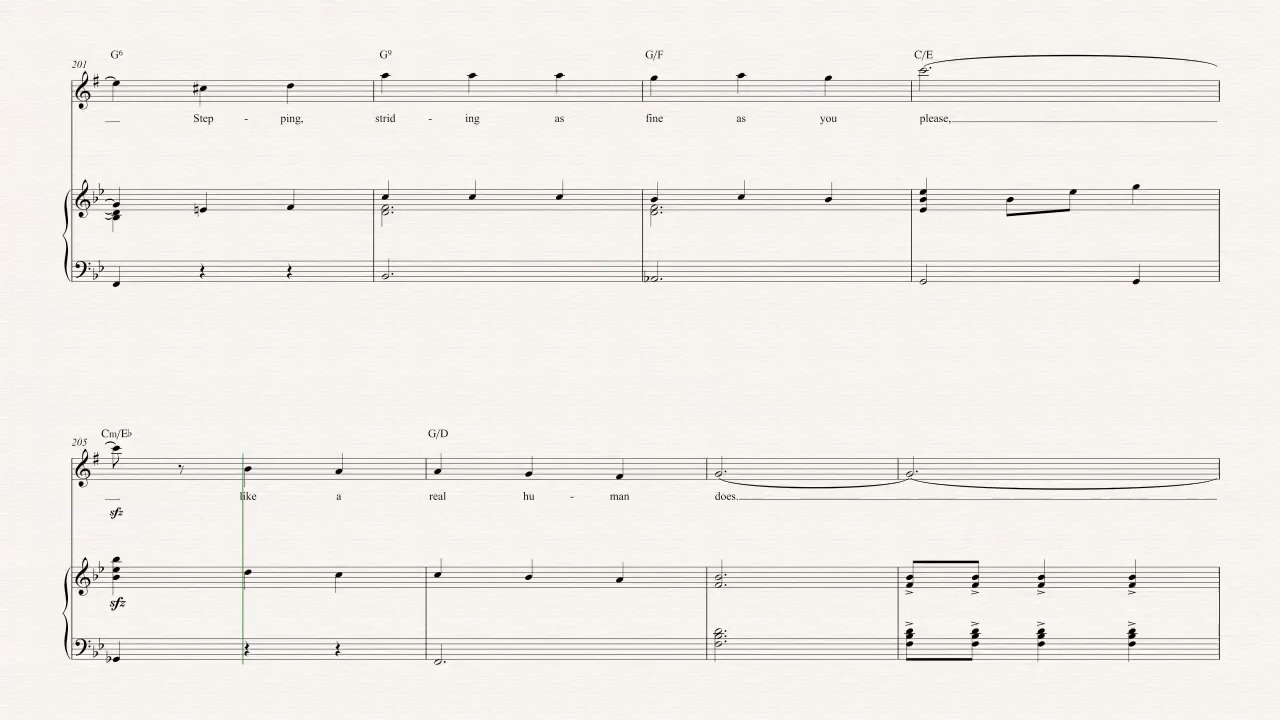 G6 G9 G/F C/E
201
Step - ping, strid - ing as fine as you please,
205
Cm/E♭ G/D
like a real hu - man does.
sfz
sfz